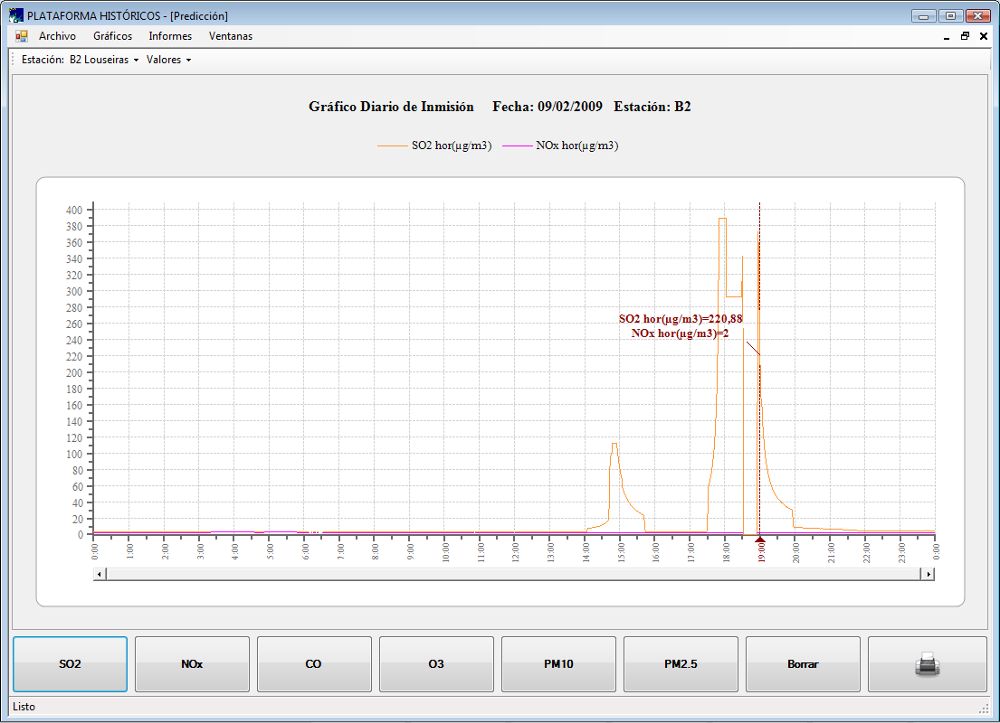 PLATAFORMA HISTÓRICOS - [Predicción]
Archivo Gráficos Informes Ventanas
Estación: B2 Louseiras Valores
Gráfico Diario de Inmisión Fecha: 09/02/2009 Estación: B2
SO2 hor(µg/m3) NOx hor(µg/m3)
400
380
360
340
320
300
280
260
240
220
200
180
160
140
120
100
80
60
40
20
0
SO2 hor(µg/m3)=220,88
NOx hor(µg/m3)=2
0:00 1:00 2:00 3:00 4:00 5:00 6:00 7:00 8:00 9:00 10:00 11:00 12:00 13:00 14:00 15:00 16:00 17:00 18:00 19:00 20:00 21:00 22:00 23:00 0:00
SO2 NOx CO O3 PM10 PM2.5 Borrar
Listo